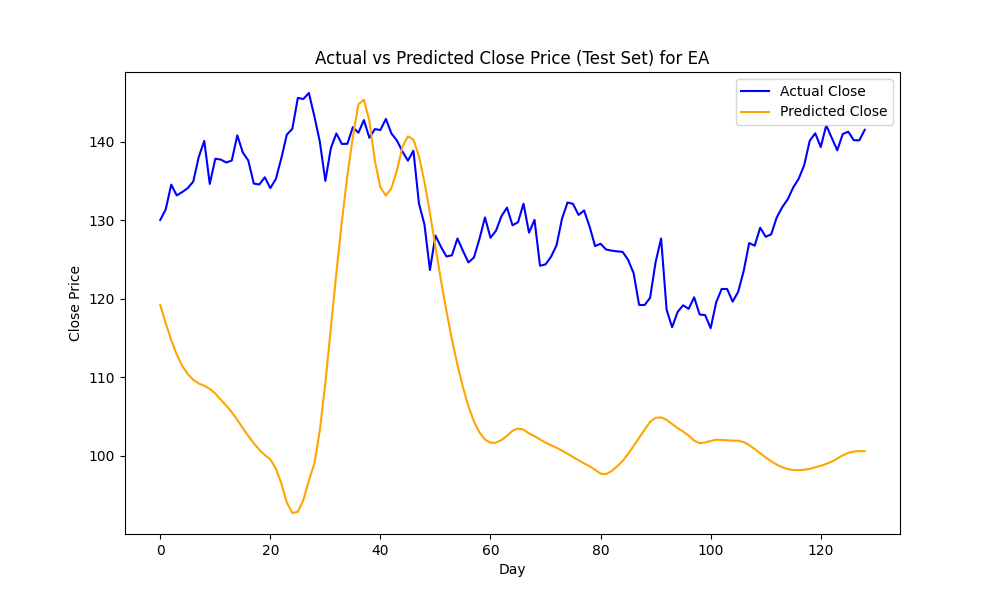 Actual vs Predicted Close Price (Test Set) for EA
Actual Close
Predicted Close
140
130
120
110
100
Close Price
0 20 40 60 80 100 120
Day